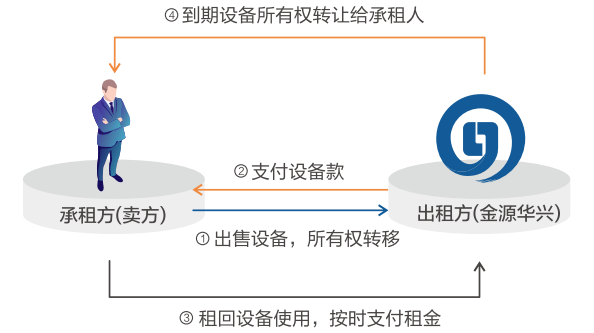 ④到期设备所有权转让给承租人
②支付设备款
承租方(卖方)
出租方(金源华兴)
①出售设备，所有权转移
③ 租回设备使用，按时支付租金